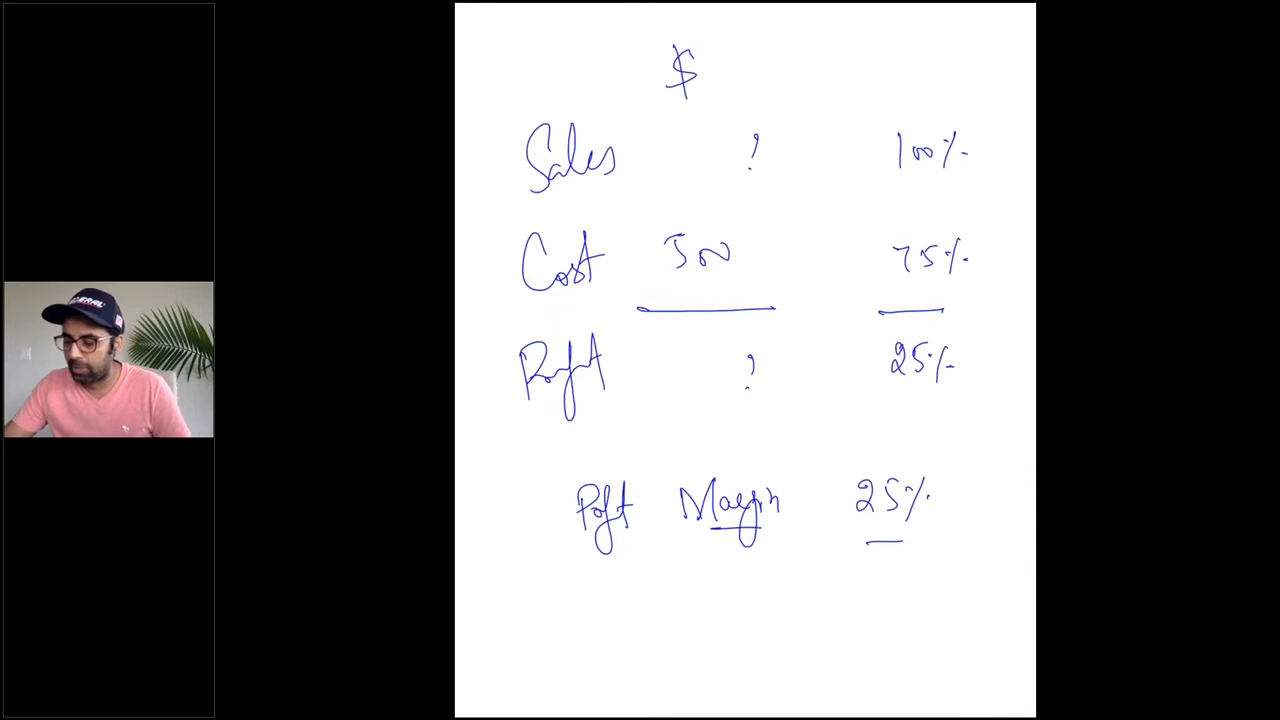 $
Sales ? 100%
Cost 500 75%
Profit ? 25%
Profit Margin 25%